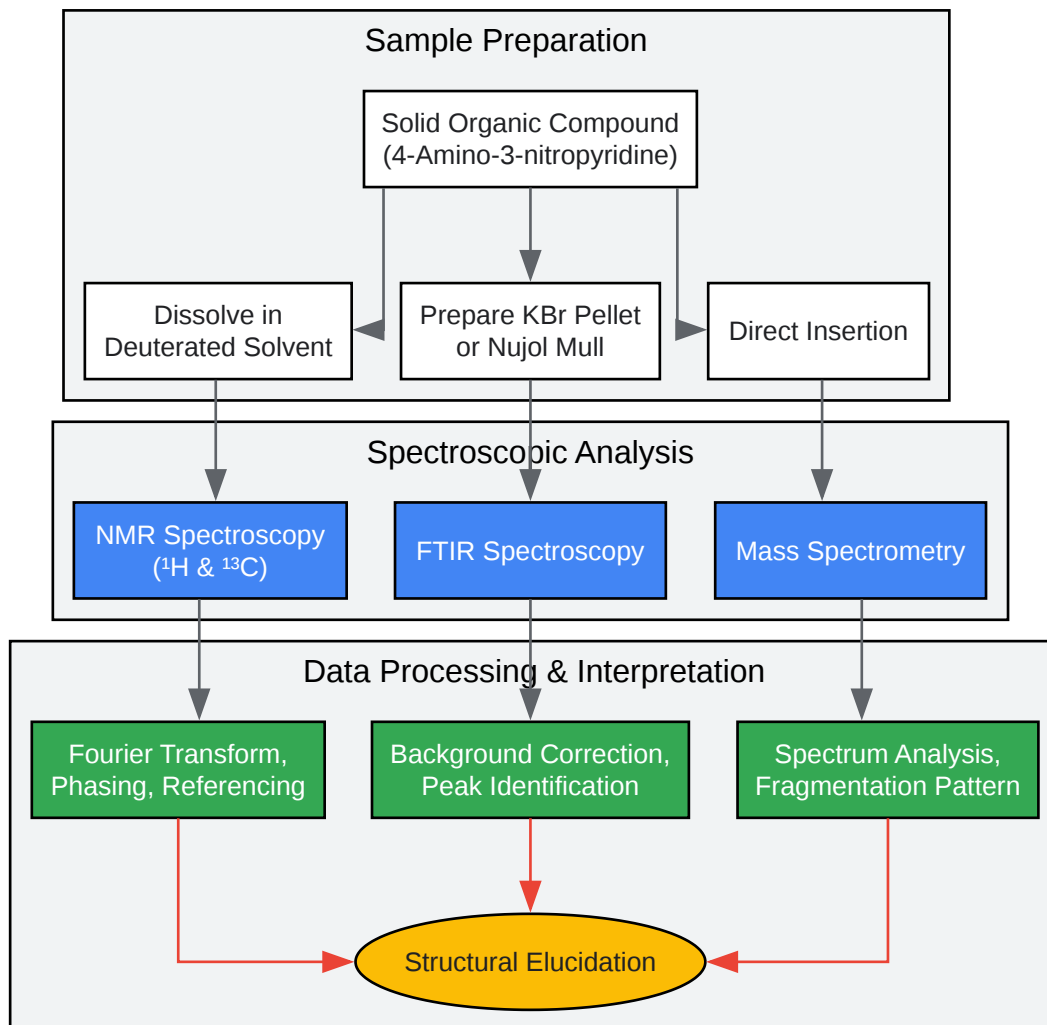 Sample Preparation
Solid Organic Compound
(4-Amino-3-nitropyridine)
Dissolve in
Deuterated Solvent
Prepare KBr Pellet
or Nujol Mull
Direct Insertion
Spectroscopic Analysis
NMR Spectroscopy
(¹H & ¹³C)
FTIR Spectroscopy
Mass Spectrometry
Data Processing & Interpretation
Fourier Transform,
Phasing, Referencing
Background Correction,
Peak Identification
Spectrum Analysis,
Fragmentation Pattern
Structural Elucidation